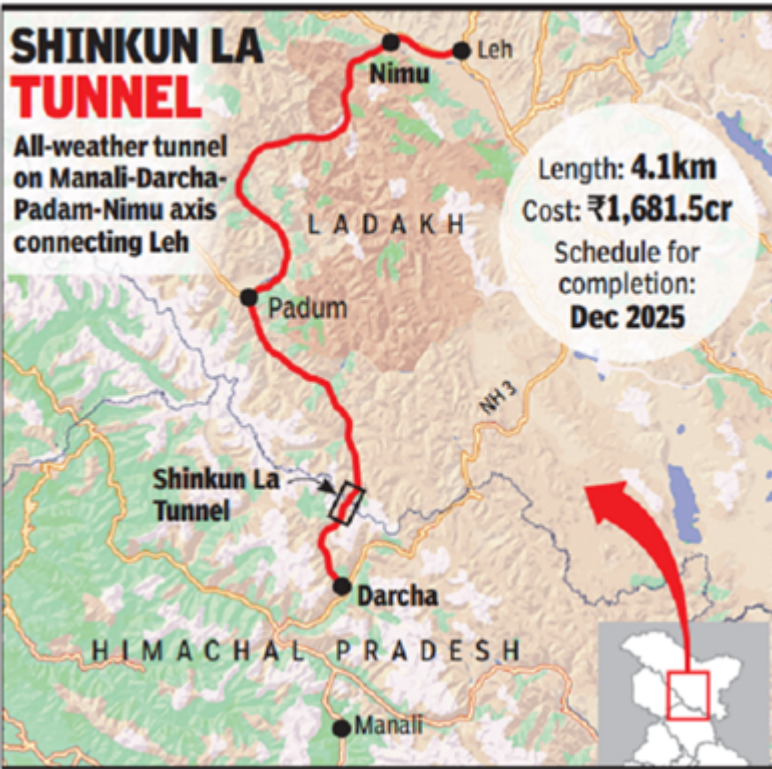 SHINKUN LA
TUNNEL
All-weather tunnel
on Manali-Darcha-
Padam-Nimu axis
connecting Leh
Nimu
Leh
Length: 4.1km
Cost: ₹1,681.5cr
Schedule for
completion:
Dec 2025
LADAKH
Padum
NH 3
Shinkun La
Tunnel
Darcha
HIMACHAL PRADESH
Manali